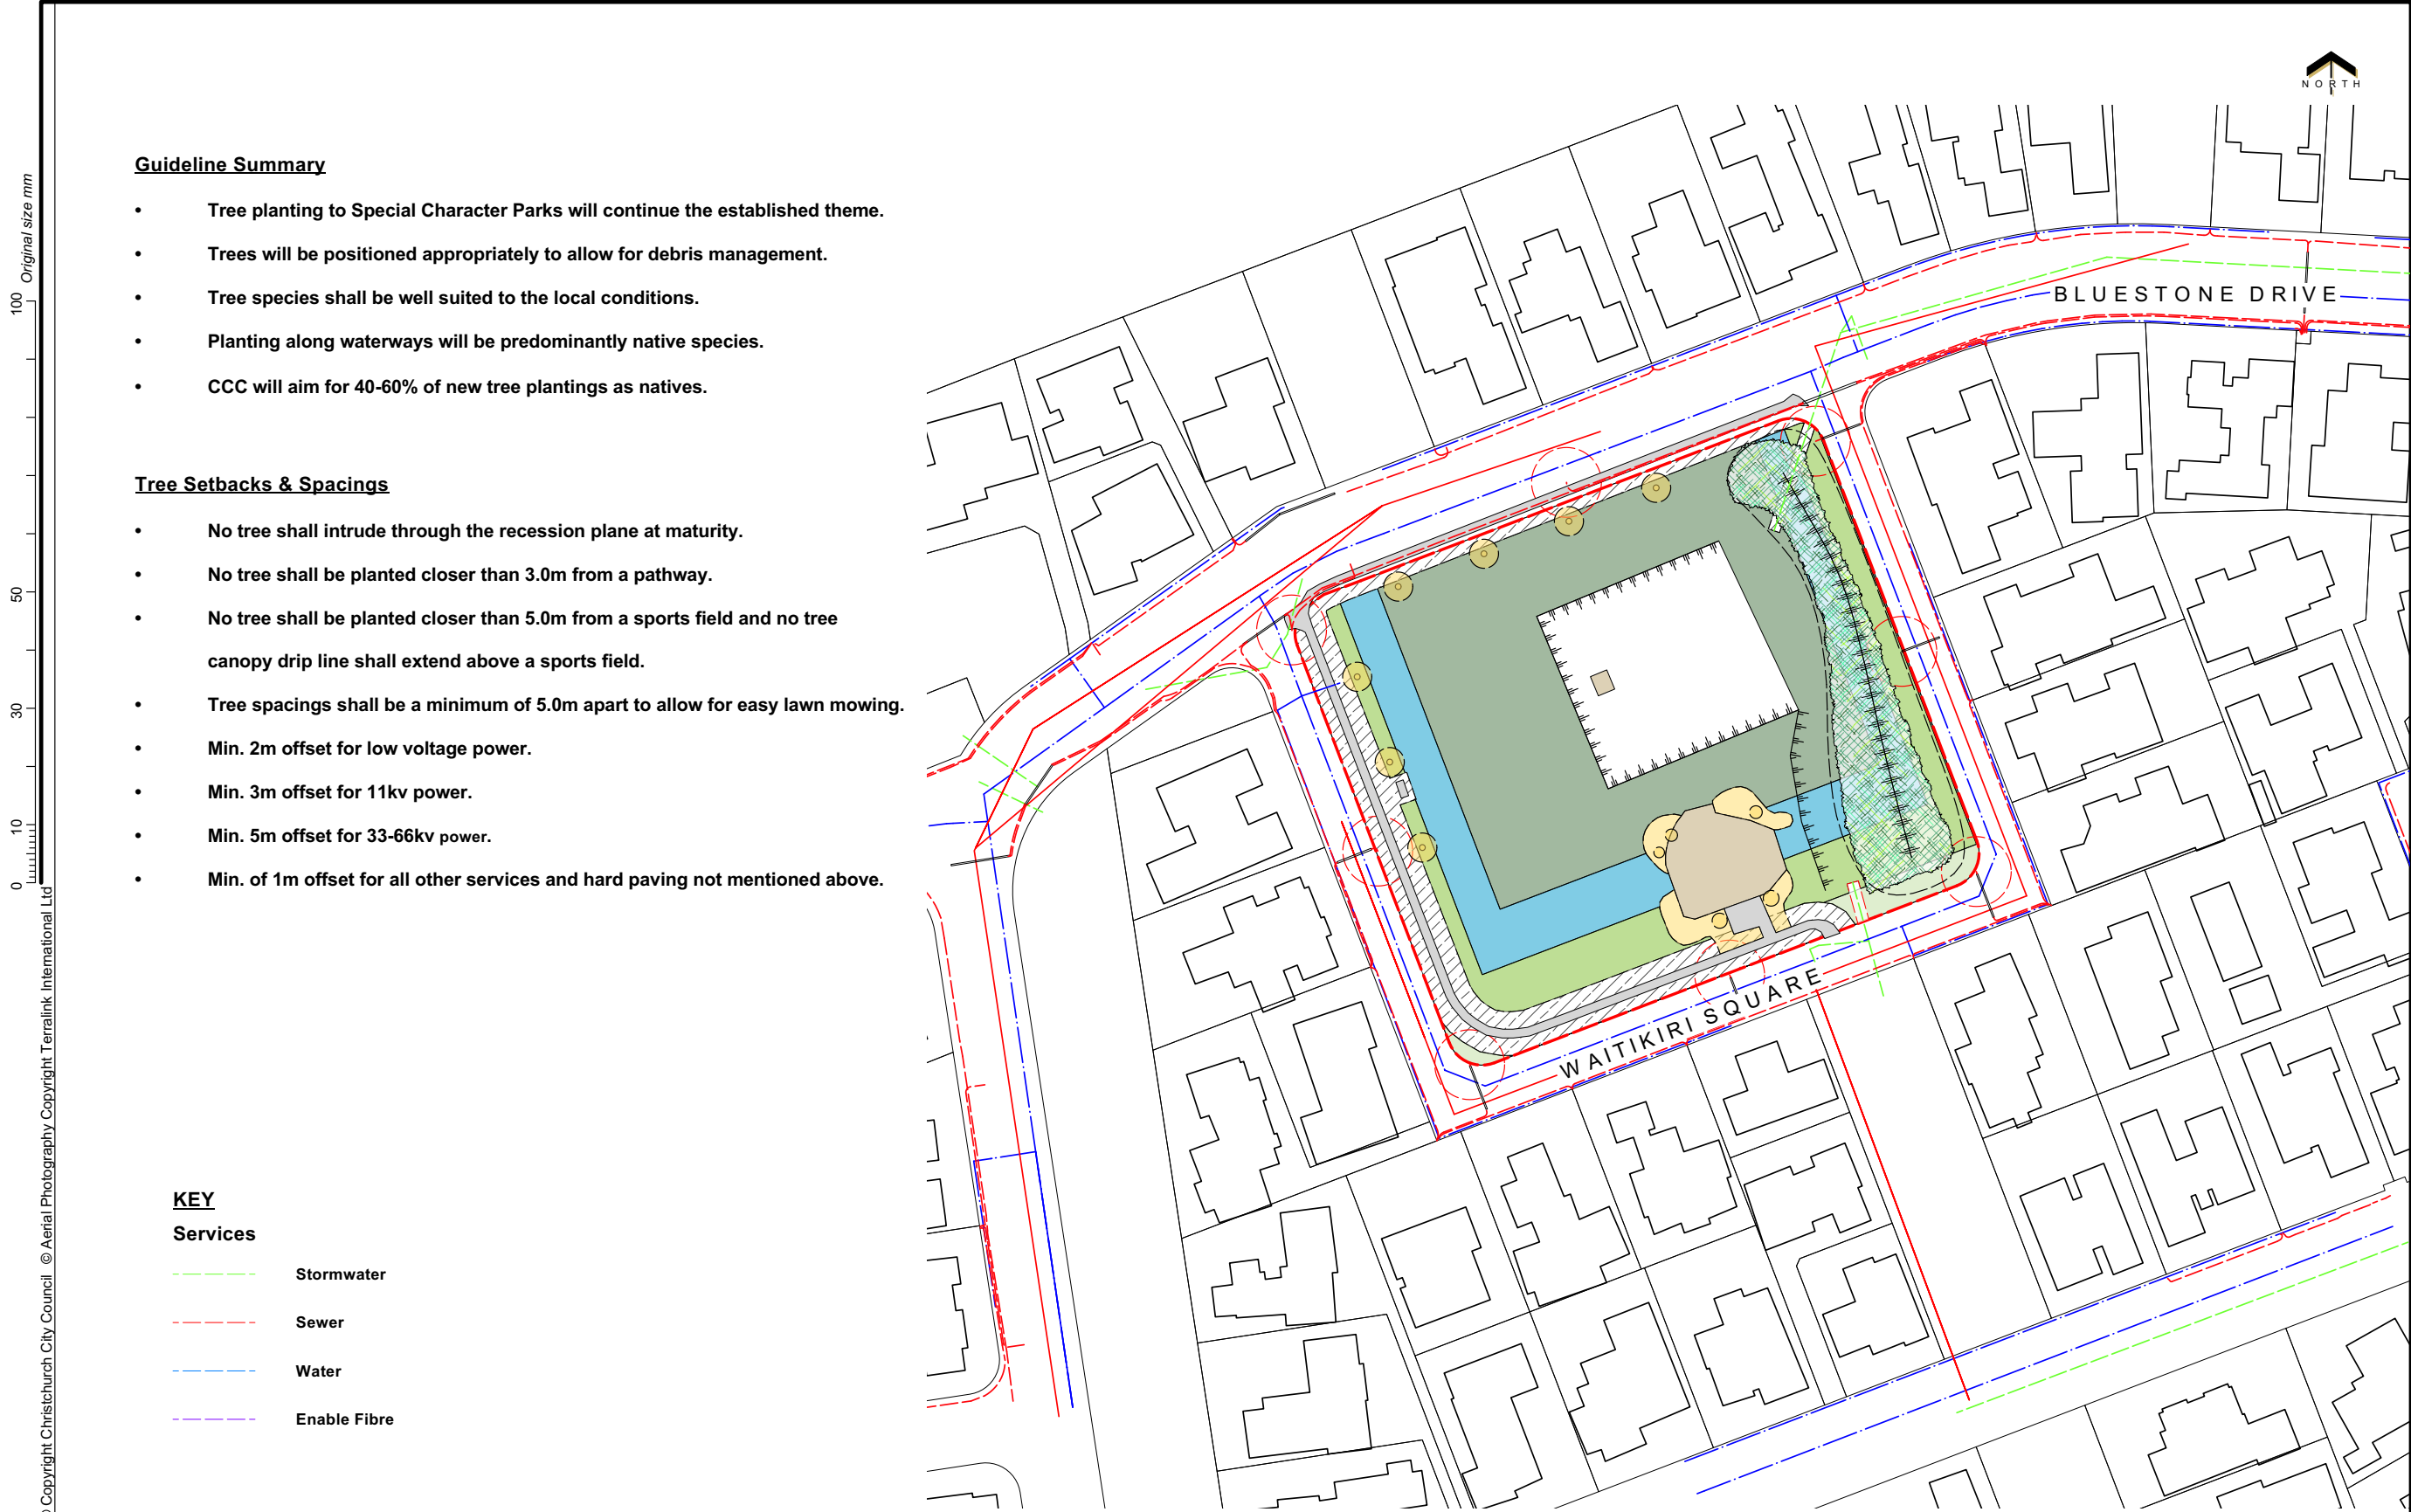 NORTH
Guideline Summary
• Tree planting to Special Character Parks will continue the established theme.
• Trees will be positioned appropriately to allow for debris management.
• Tree species shall be well suited to the local conditions.
• Planting along waterways will be predominantly native species.
• CCC will aim for 40-60% of new tree plantings as natives.
Tree Setbacks & Spacings
• No tree shall intrude through the recession plane at maturity.
• No tree shall be planted closer than 3.0m from a pathway.
• No tree shall be planted closer than 5.0m from a sports field and no tree
canopy drip line shall extend above a sports field.
• Tree spacings shall be a minimum of 5.0m apart to allow for easy lawn mowing.
• Min. 2m offset for low voltage power.
• Min. 3m offset for 11kv power.
• Min. 5m offset for 33-66kv power.
• Min. of 1m offset for all other services and hard paving not mentioned above.
KEY
Services
Stormwater
Sewer
Water
Enable Fibre
BLUESTONE DRIVE
WAITIKIRI SQUARE
0 10 30 50 100 Original size mm
Copyright Christchurch City Council © Aerial Photography Copyright Terralink International Ltd